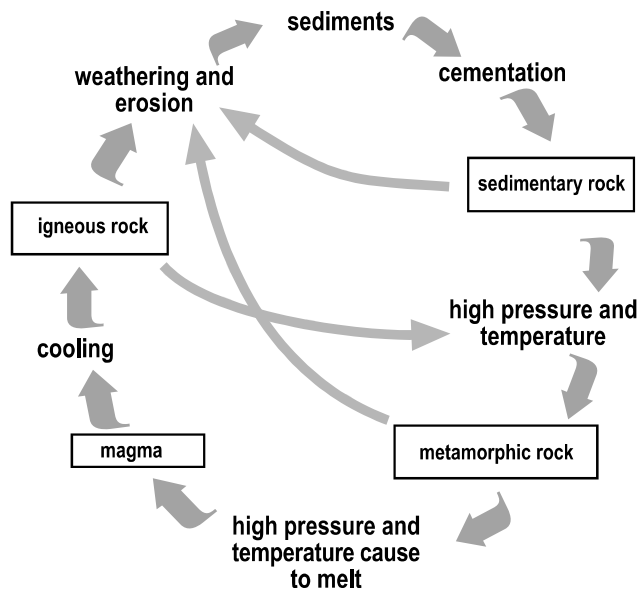 sediments
cementation
weathering and
erosion
sedimentary rock
igneous rock
high pressure and
temperature
cooling
magma
metamorphic rock
high pressure and
temperature cause
to melt